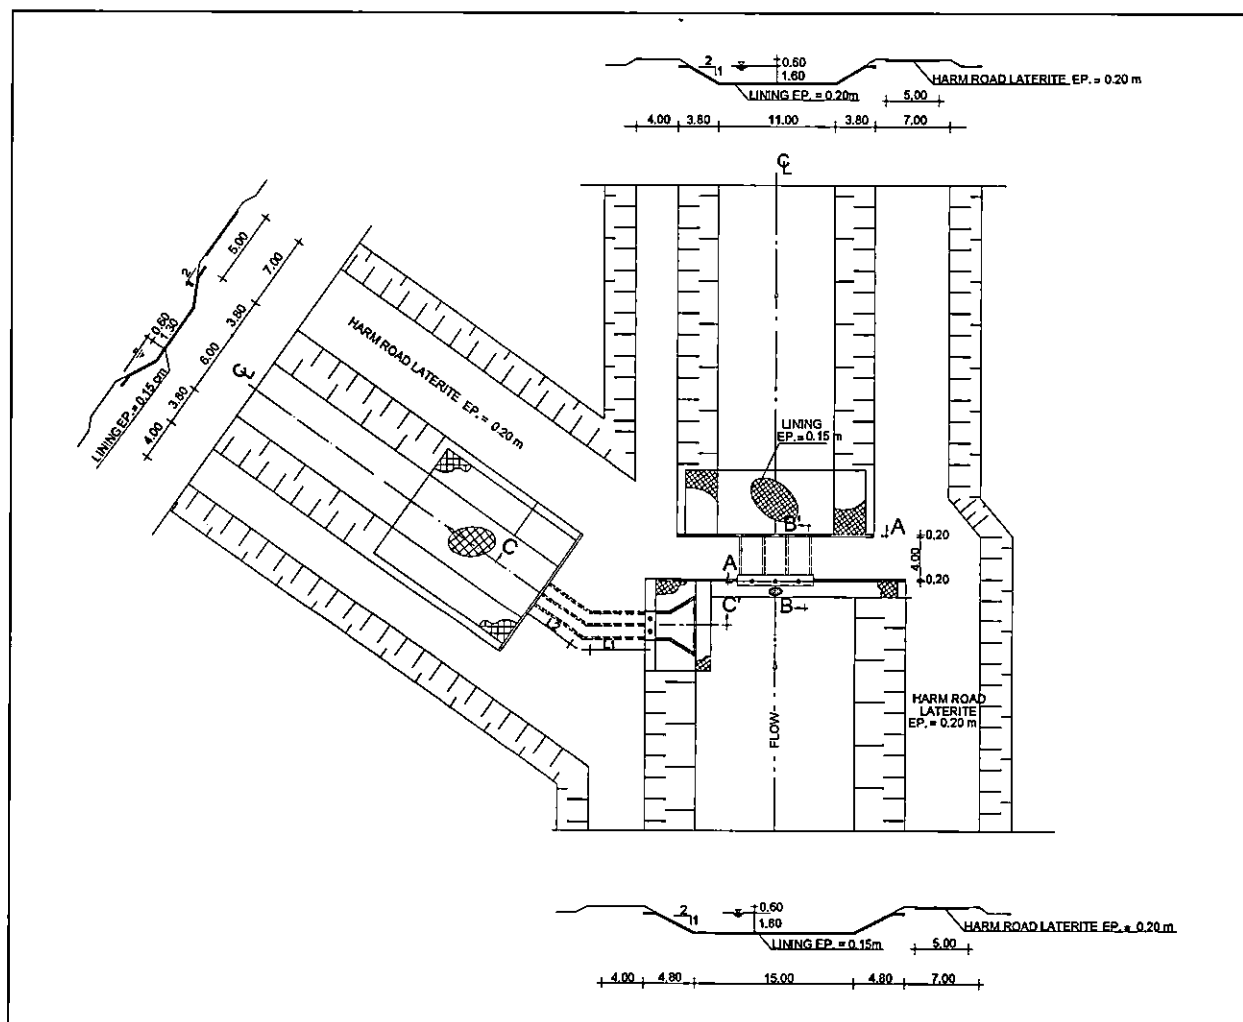 2
1
0.60
1.60
HARM ROAD LATERITE EP. = 0.20 m
LINING EP. = 0.20m
5,00
4.00 3.80 11.00 3.80 7.00
CL
5.00
7.00
2
1
3.80
0.60
1.30
6.00
3.80
4.00
LINING EP. = 0.15 cm
CL
HARM ROAD LATERITE EP. = 0.20 m
LINING
EP. = 0.15 m
B'
A
0.20
4.00
0.20
A
C
C'
B
L2
L1
FLOW
HARM ROAD
LATERITE
EP. = 0.20 m
2
1
0.60
1.60
HARM ROAD LATERITE EP. = 0.20 m
LINING EP. = 0.15m
5,00
4.00 4.80 15.00 4.80 7.00